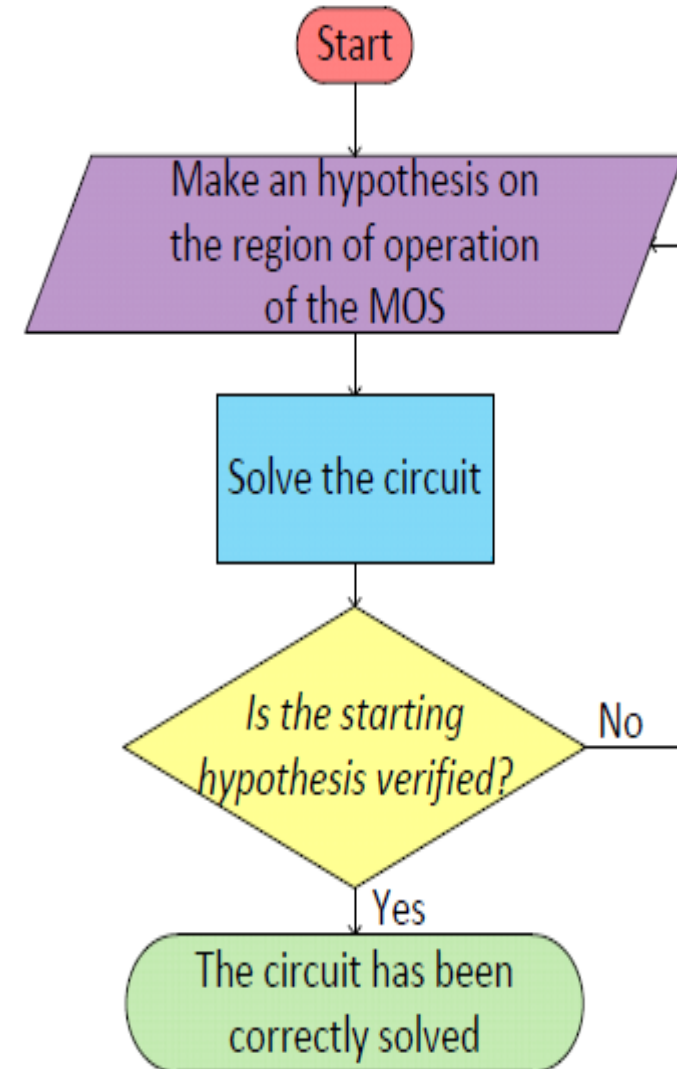 Start
Make an hypothesis on
the region of operation
of the MOS
Solve the circuit
Is the starting
hypothesis verified?
No
Yes
The circuit has been
correctly solved